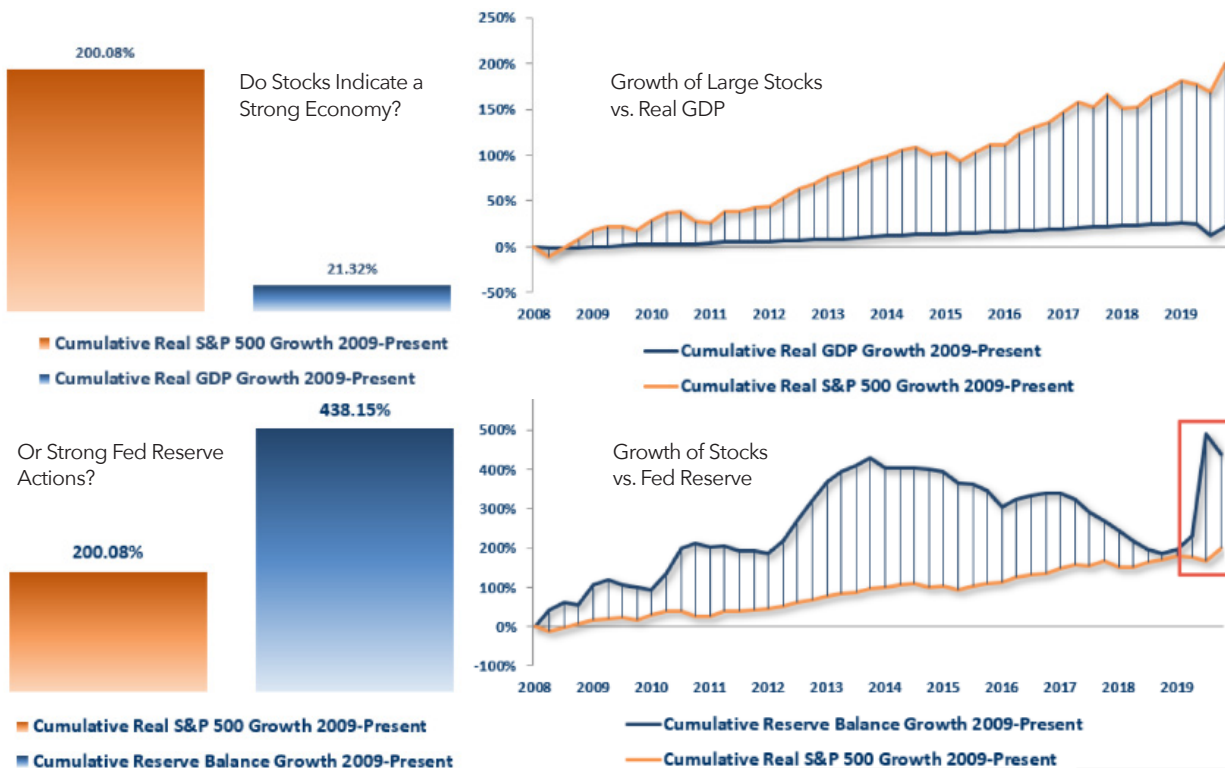 200.08%
Do Stocks Indicate a
Strong Economy?
21.32%
Cumulative Real S&P 500 Growth 2009-Present
Cumulative Real GDP Growth 2009-Present
Growth of Large Stocks
vs. Real GDP
250%
200%
150%
100%
50%
0%
-50%
2008 2009 2010 2011 2012 2013 2014 2015 2016 2017 2018 2019
Cumulative Real GDP Growth 2009-Present
Cumulative Real S&P 500 Growth 2009-Present
Or Strong Fed Reserve
Actions?
438.15%
200.08%
Cumulative Real S&P 500 Growth 2009-Present
Cumulative Reserve Balance Growth 2009-Present
Growth of Stocks
vs. Fed Reserve
500%
400%
300%
200%
100%
0%
-100%
2008 2009 2010 2011 2012 2013 2014 2015 2016 2017 2018 2019
Cumulative Reserve Balance Growth 2009-Present
Cumulative Real S&P 500 Growth 2009-Present